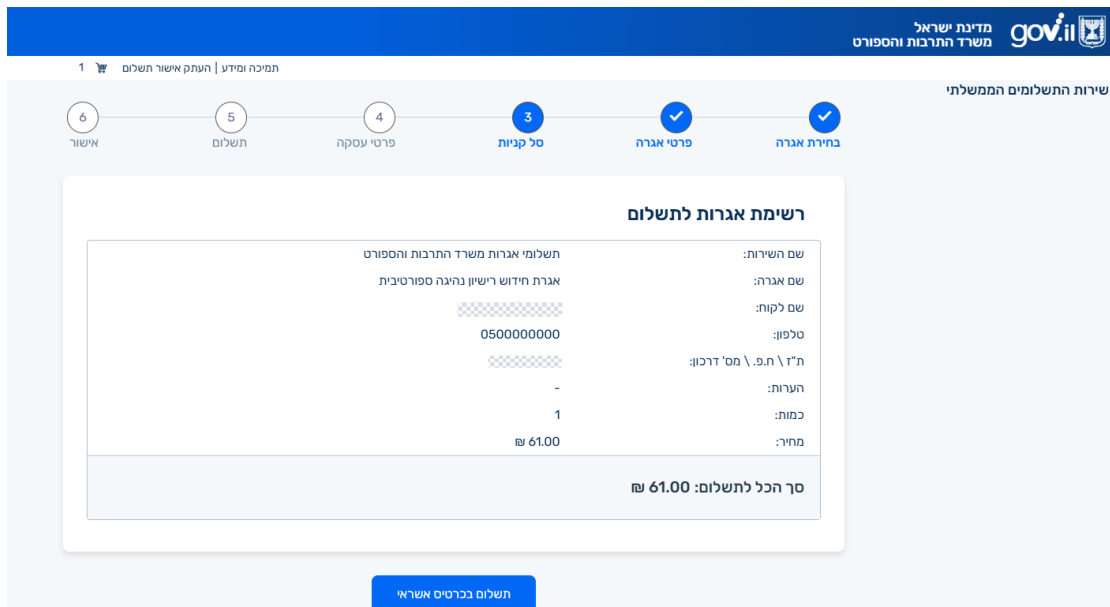 מדינת ישראל
משרד התרבות והספורט
gov.il
תמיכה ומידע | העתק אישור תשלום 1
שירות התשלומים הממשלתי
3 4 5 6
בחירת אגרה פרטי אגרה סל קניות פרטי עסקה תשלום אישור
רשימת אגרות לתשלום
שם השירות: תשלומי אגרות משרד התרבות והספורט
שם אגרה: אגרת חידוש רישיון נהיגה ספורטיבית
שם לקוח:
טלפון: 0500000000
ת"ז \ ח.פ. \ מס' דרכון:
הערות: -
כמות: 1
מחיר: 61.00 ₪
סך הכל לתשלום: 61.00 ₪
תשלום בכרטיס אשראי